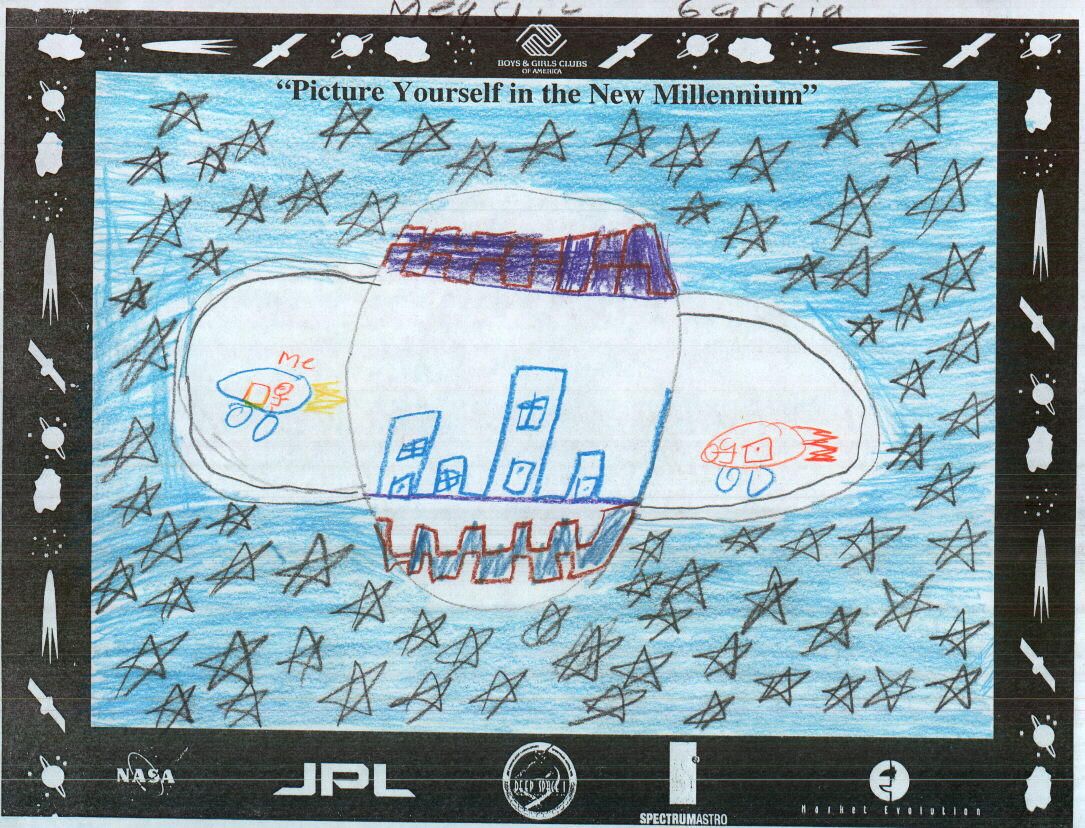 Garcia
BOYS & GIRLS CLUBS
OF AMERICA
“Picture Yourself in the New Millennium”
Me
NASA
JPL
DEEP SPACE 1
SPECTRUMASTRO
Market Evolution